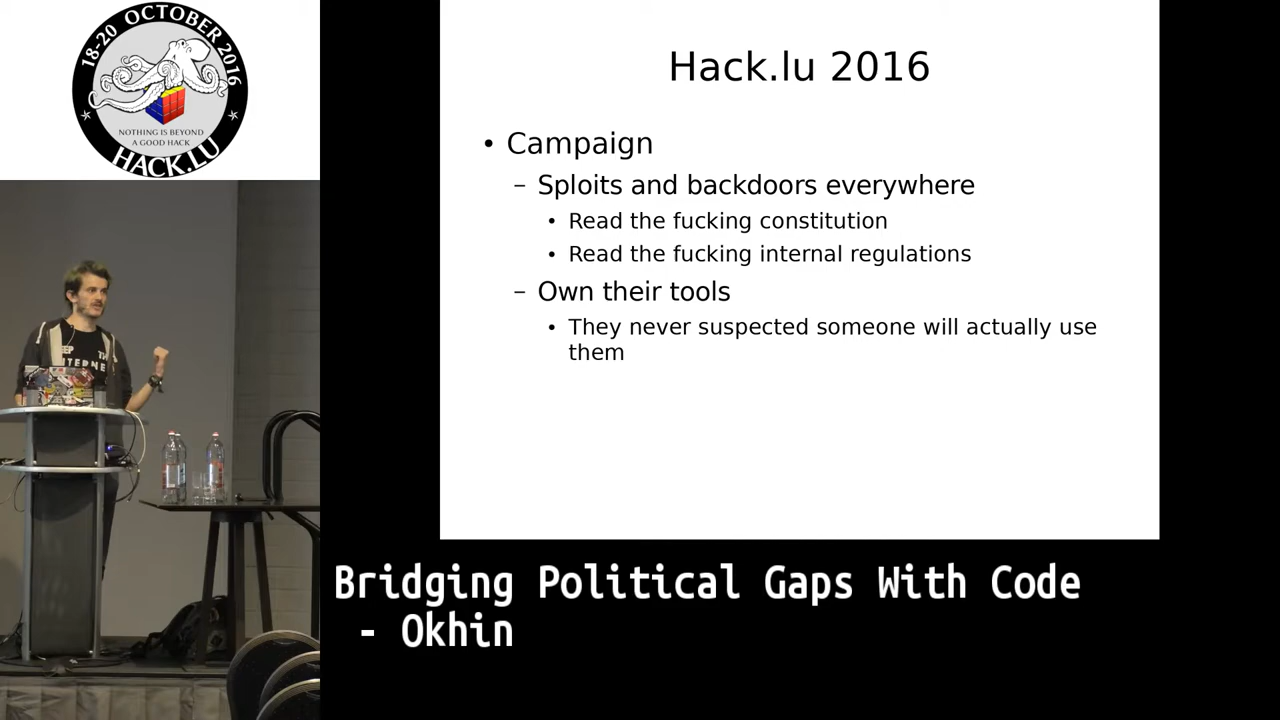 18-20 OCTOBER 2016
NOTHING IS BEYOND
A GOOD HACK
HACK.LU
Hack.lu 2016
• Campaign
– Sploits and backdoors everywhere
• Read the fucking constitution
• Read the fucking internal regulations
– Own their tools
• They never suspected someone will actually use
them
Bridging Political Gaps With Code
- Okhin